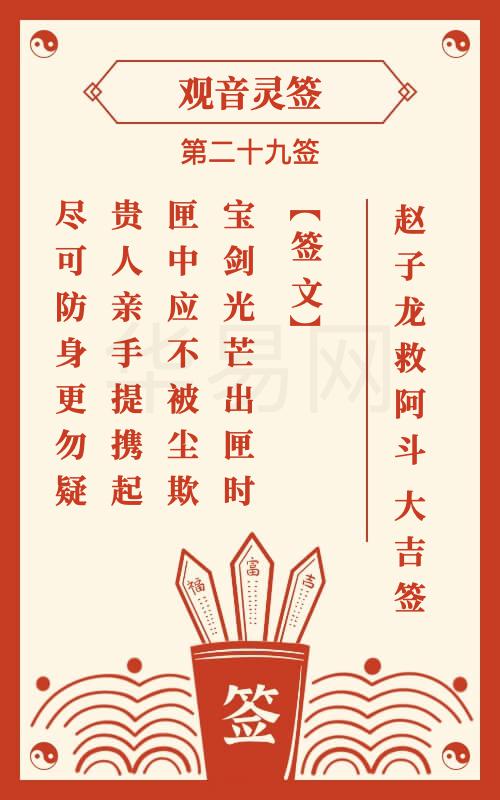 观音灵签
第二十九签
赵子龙救阿斗 大吉签
【签文】
宝剑光芒出匣时
匣中应不被尘欺
贵人亲手提携起
尽可防身更勿疑
华易网
福
富
吉
签